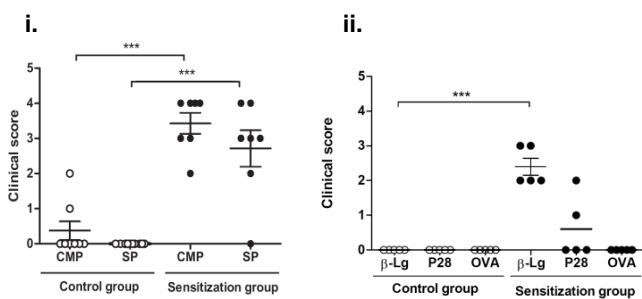 i.
***
***
Clinical score
5
4
3
2
1
0
CMP SP CMP SP
Control group Sensitization group
ii.
***
Clinical score
5
4
3
2
1
0
β-Lg P28 OVA β-Lg P28 OVA
Control group Sensitization group